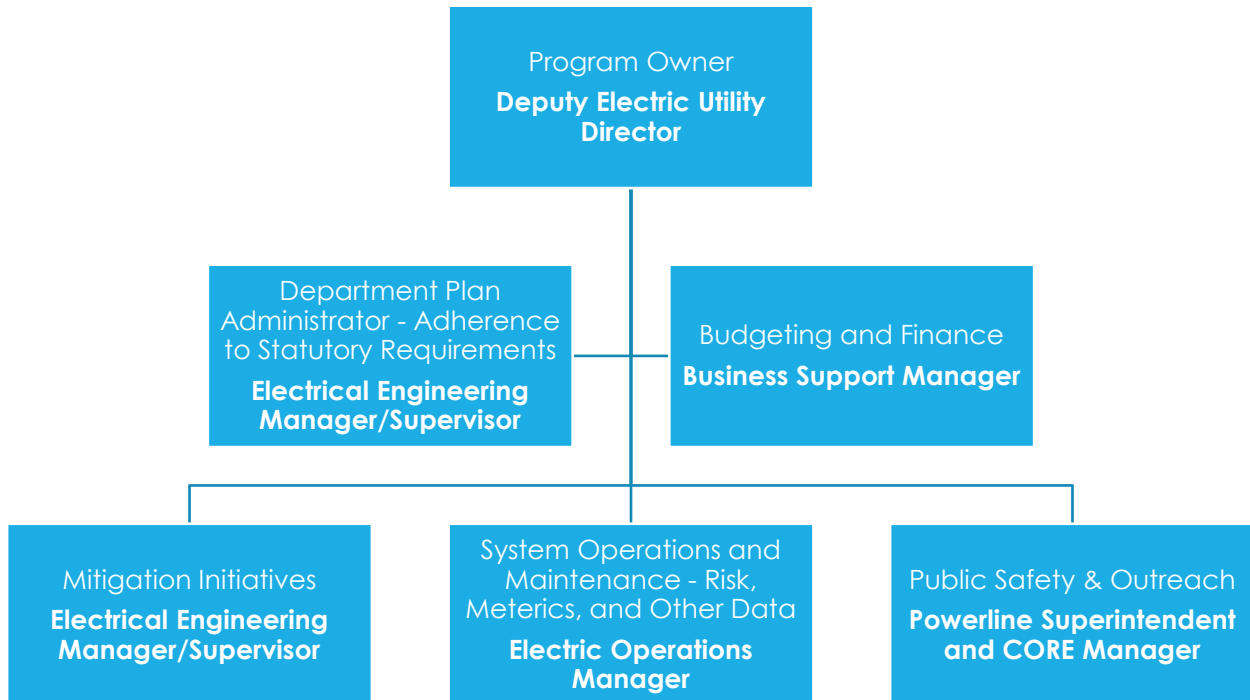 Program Owner
Deputy Electric Utility
Director
Department Plan
Administrator - Adherence
to Statutory Requirements
Electrical Engineering
Manager/Supervisor
Budgeting and Finance
Business Support Manager
Mitigation Initiatives
Electrical Engineering
Manager/Supervisor
System Operations and
Maintenance - Risk,
Meterics, and Other Data
Electric Operations
Manager
Public Safety & Outreach
Powerline Superintendent
and CORE Manager